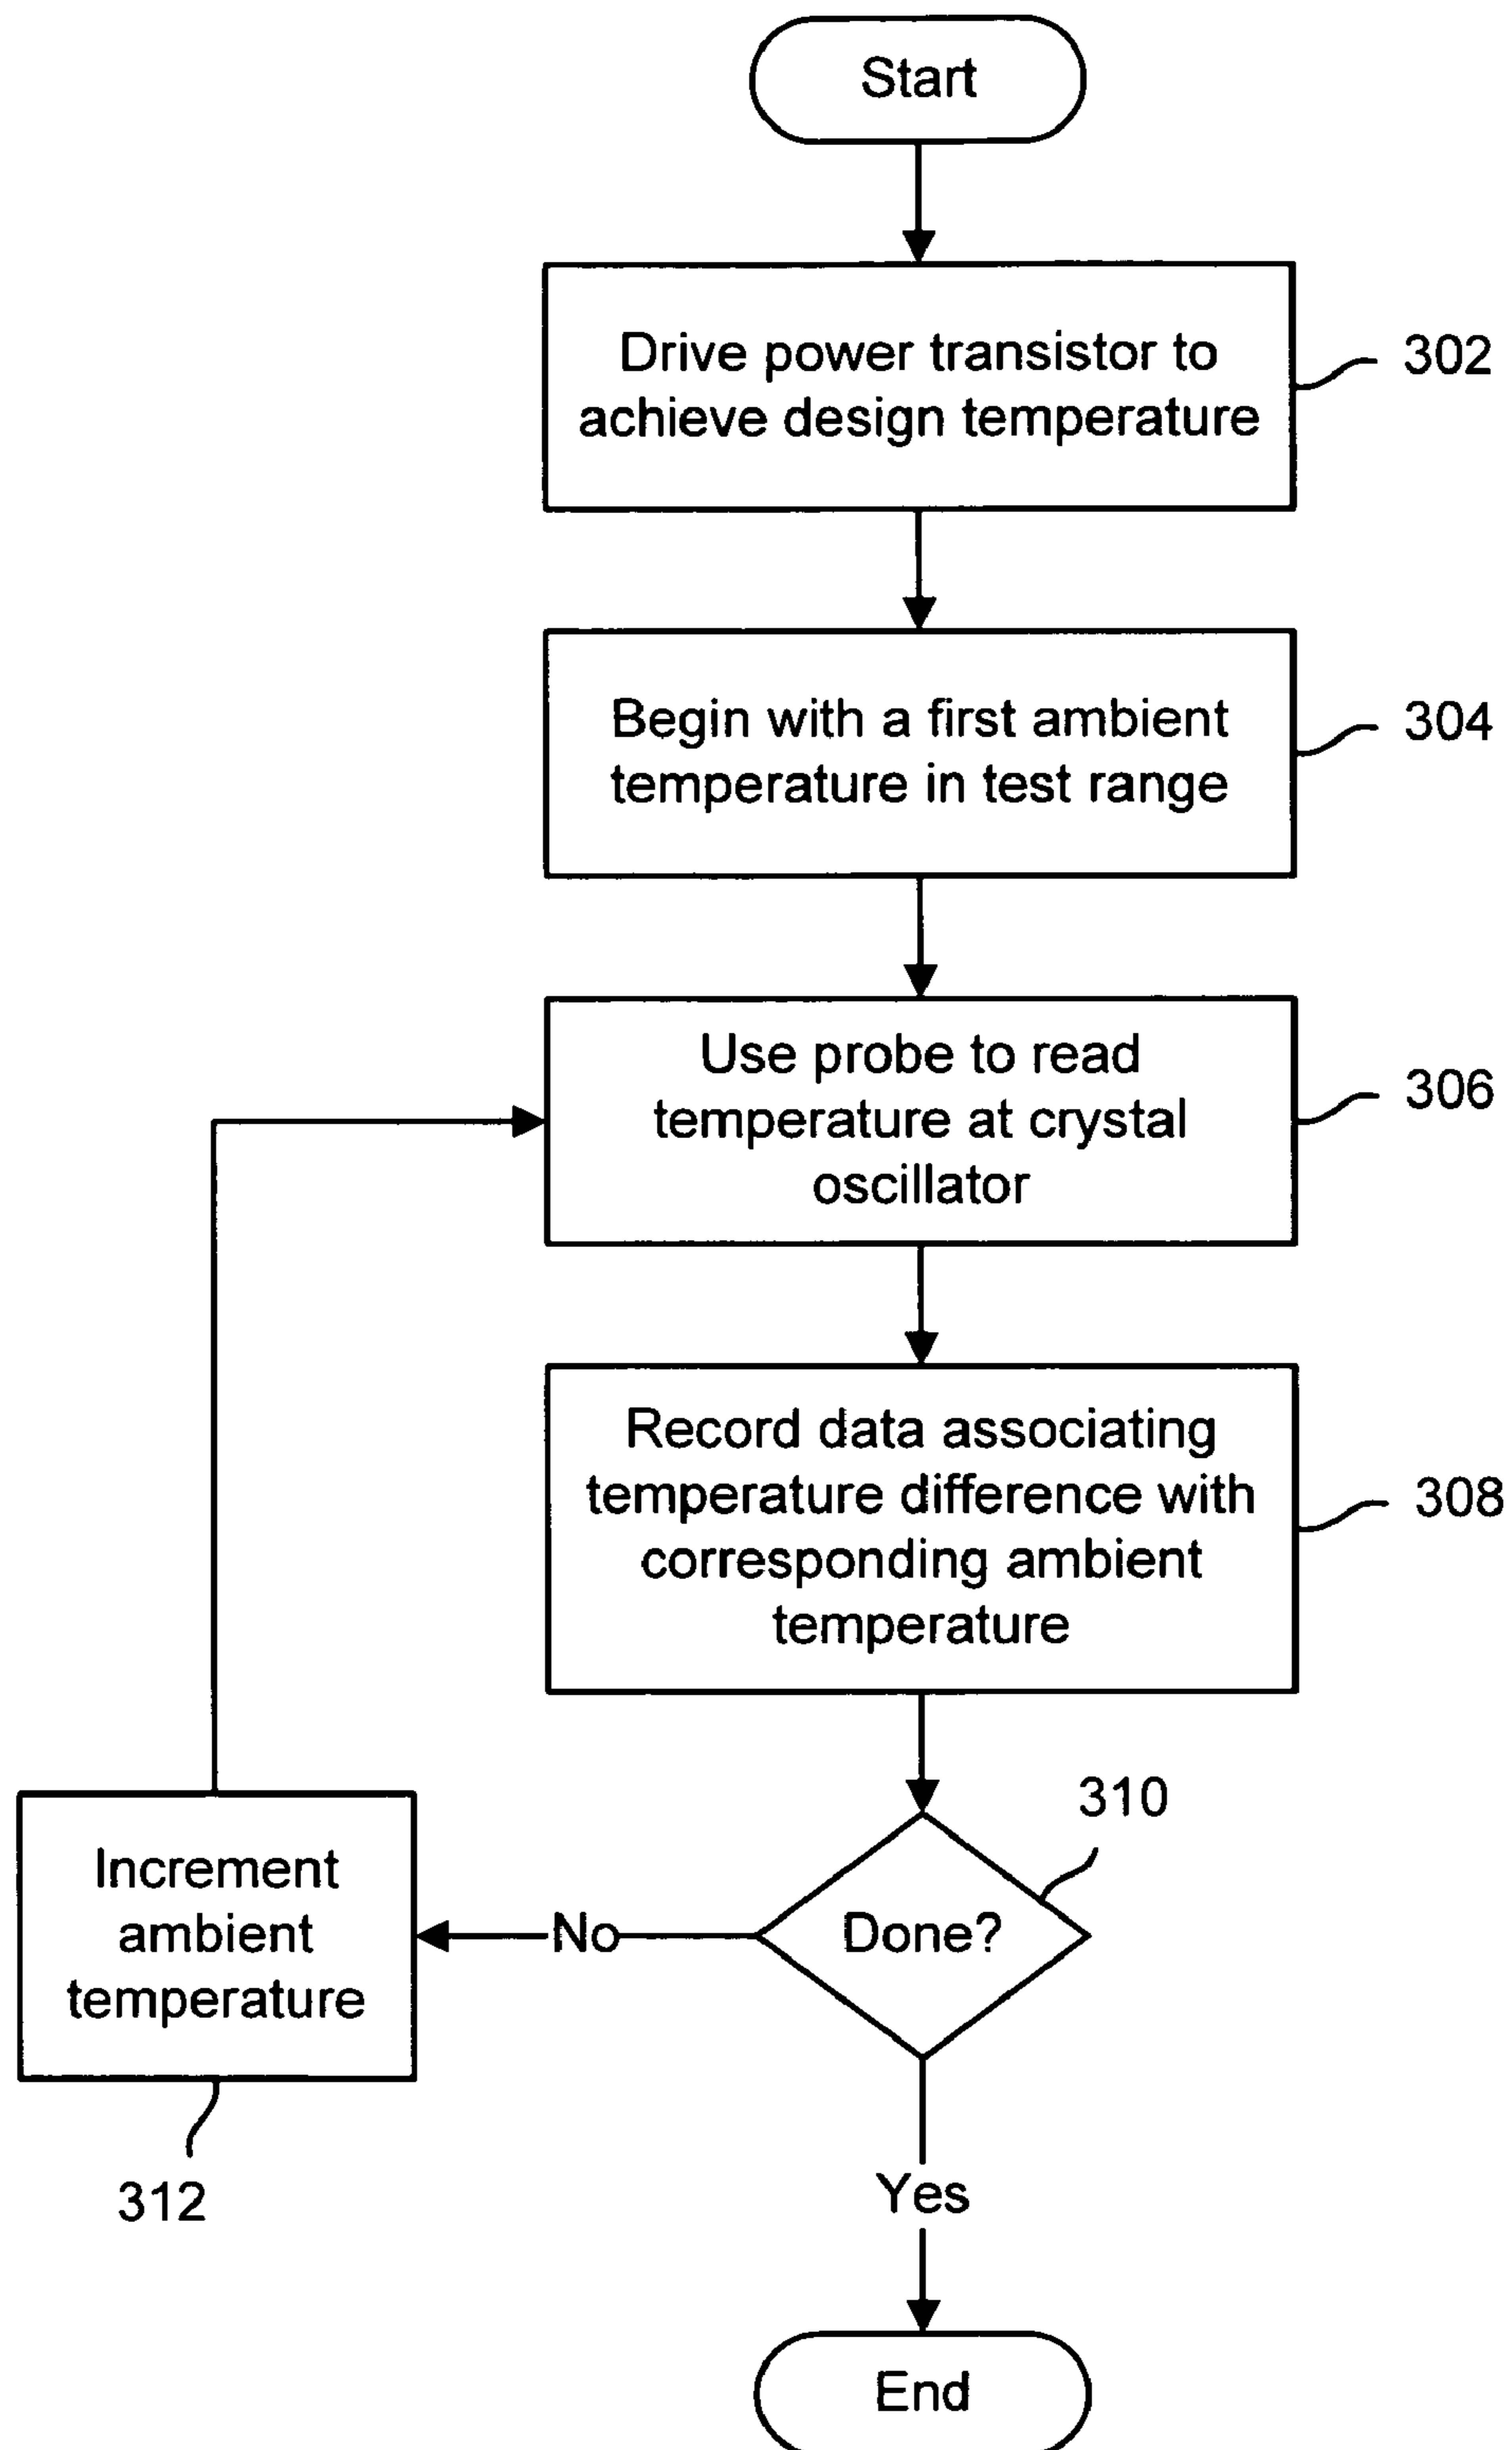 Start
Drive power transistor to
achieve design temperature
302
Begin with a first ambient
temperature in test range
304
Use probe to read
temperature at crystal
oscillator
306
Record data associating
temperature difference with
corresponding ambient
temperature
308
310
Done?
No
Increment
ambient
temperature
312
Yes
End